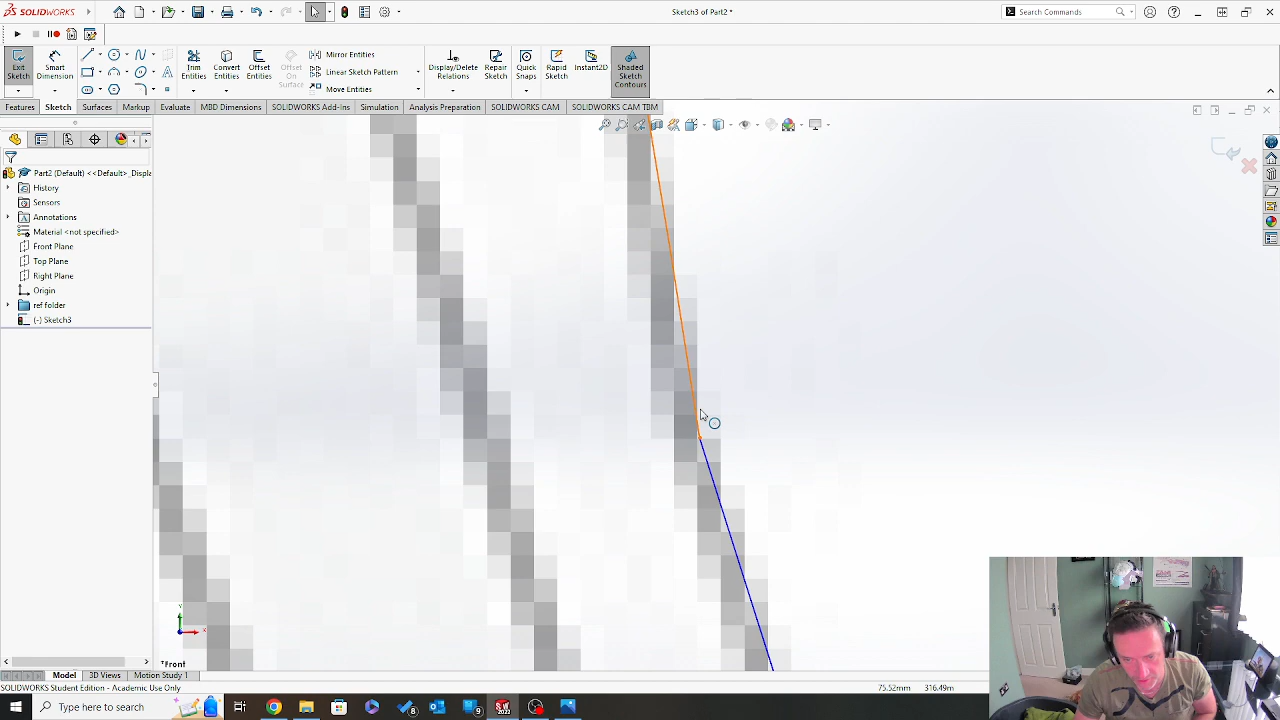 SOLIDWORKS
Sketch3 of Part2 *
Search Commands
Exit Sketch
Smart Dimension
Trim Entities
Convert Entities
Offset Entities
Offset On Surface
Mirror Entities
Linear Sketch Pattern
Move Entities
Display/Delete Relations
Repair Sketch
Quick Snaps
Rapid Sketch
Instant2D
Shaded Sketch Contours
Features
Sketch
Surfaces
Markup
Evaluate
MBD Dimensions
SOLIDWORKS Add-Ins
Simulation
Analysis Preparation
SOLIDWORKS CAM
SOLIDWORKS CAM TBM
Part2 (Default) <<Default>_Displa
History
Sensors
Annotations
Material <not specified>
Front Plane
Top Plane
Right Plane
Origin
ref folder
(-) Sketch3
Y
X
*Front
Model
3D Views
Motion Study 1
SOLIDWORKS Student Edition - Academic Use Only
75.52mm
316.49m
Type here to search